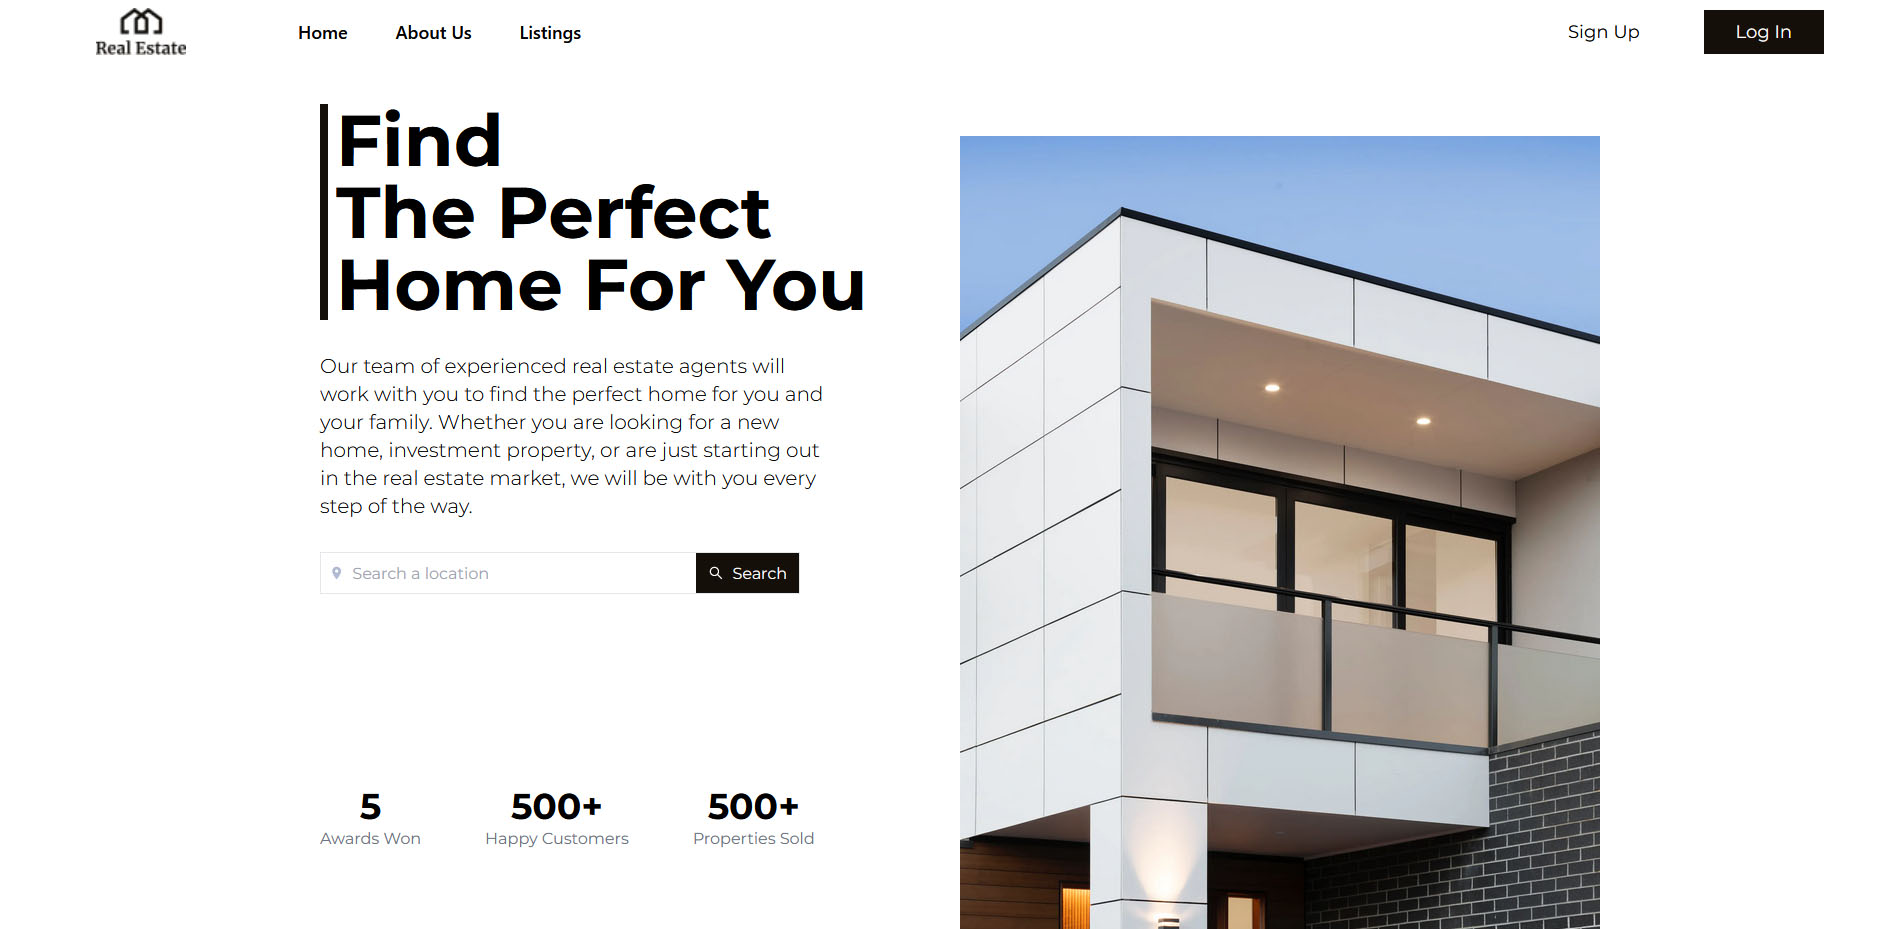 Real Estate
Home
About Us
Listings
Sign Up
Log In
Find
The Perfect
Home For You
Our team of experienced real estate agents will
work with you to find the perfect home for you and
your family. Whether you are looking for a new
home, investment property, or are just starting out
in the real estate market, we will be with you every
step of the way.
Search a location
Search
5
Awards Won
500+
Happy Customers
500+
Properties Sold